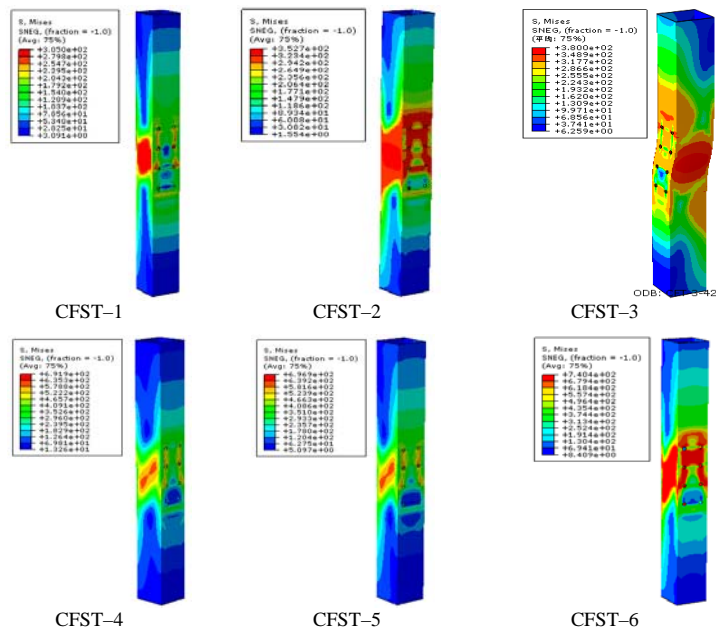 S, Mises
SNEG, (fraction = -1.0)
(Avg: 75%)
+3.050e+02
+2.798e+02
+2.547e+02
+2.295e+02
+2.043e+02
+1.792e+02
+1.540e+02
+1.037e+02
+7.056e+01
+5.340e+01
+2.825e+01
+3.091e+00
CFST–1
S, Mises
SNEG, (fraction = -1.0)
(Avg: 75%)
+3.527e+02
+3.234e+02
+2.942e+02
+2.649e+02
+2.356e+02
+2.064e+02
+1.771e+02
+1.479e+02
+1.186e+02
+8.934e+01
+6.008e+01
+3.082e+01
+1.554e+00
CFST–2
S, Mises
SNEG, (fraction = -1.0)
(平均: 75%)
+3.800e+02
+3.489e+02
+3.177e+02
+2.866e+02
+2.555e+02
+2.243e+02
+1.932e+02
+1.620e+02
+1.309e+02
+9.971e+01
+6.856e+01
+3.741e+01
+6.259e+01
ODB:
CFST–3
S, Mises
SNEG, (fraction = -1.0)
(Avg: 75%)
+6.919e+02
+6.353e+02
+5.788e+02
+5.222e+02
+4.657e+02
+4.091e+02
+3.526e+02
+2.960e+02
+2.395e+02
+1.829e+02
+1.264e+02
+6.981e+01
+1.326e+01
CFST–4
S, Mises
SNEG, (fraction = -1.0)
(Avg: 75%)
+6.969e+02
+6.392e+02
+5.816e+02
+5.239e+02
+4.663e+02
+4.086e+02
+3.510e+02
+2.933e+02
+2.357e+02
+1.780e+02
+1.204e+02
+6.275e+01
+5.097e+00
CFST–5
S, Mises
SNEG, (fraction = -1.0)
(Avg: 75%)
+7.404e+02
+6.794e+02
+6.184e+02
+5.574e+02
+4.964e+02
+4.354e+02
+3.744e+02
+3.134e+02
+2.524e+02
+1.914e+02
+1.304e+02
+6.941e+01
+8.409e+00
CFST–6